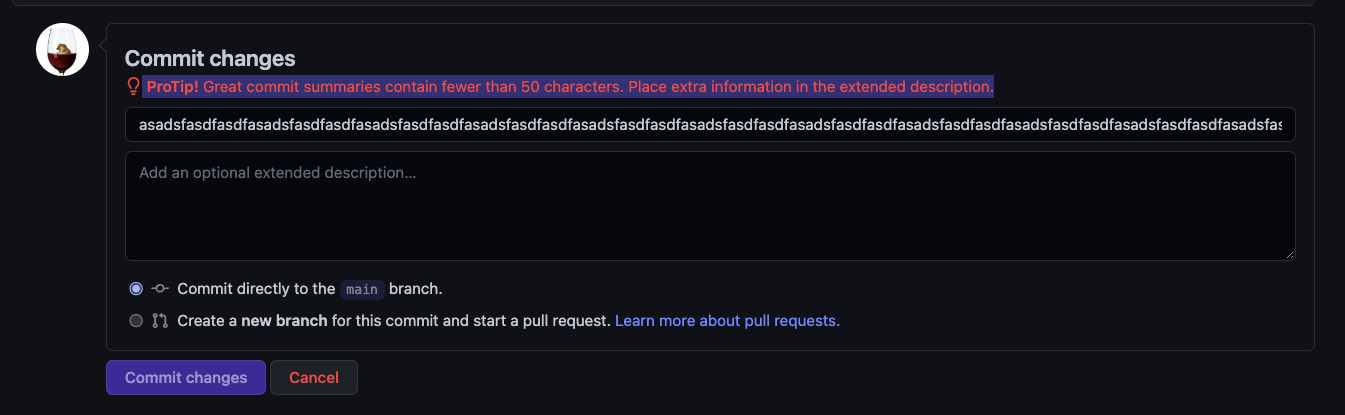 Commit changes
ProTip! Great commit summaries contain fewer than 50 characters. Place extra information in the extended description.
asadsfasdfasdfasadsfasdfasdfasadsfasdfasdfasadsfasdfasdfasadsfasdfasdfasadsfasdfasdfasadsfasdfasdfasadsfasdfasdfasadsfasdfasdfasadsfasdfasdfasadsfas
Add an optional extended description…
Commit directly to the main branch.
Create a new branch for this commit and start a pull request. Learn more about pull requests.
Commit changes Cancel